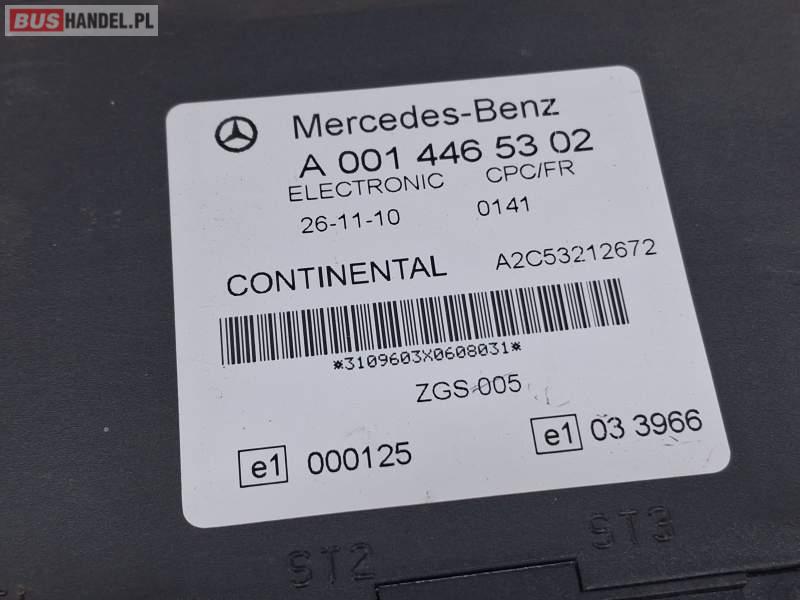 BUSHANDEL.PL
Mercedes-Benz
A 001 446 53 02
ELECTRONIC CPC/FR
26-11-10 0141
CONTINENTAL A2C53212672
*3109603X0608031*
ZGS 005
e1 000125 e1 03 3966
ST2 ST3